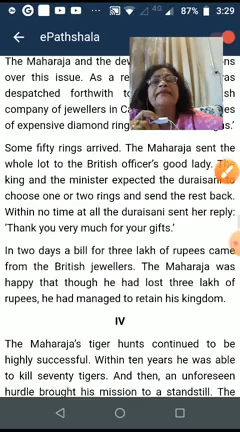 87% 3:29
ePathshala
The Maharaja and the dev ns
over this issue. As a re was
despatched forthwith to sh
company of jewellers in Ca es
of expensive diamond ring s.’
Some fifty rings arrived. The Maharaja sent the
whole lot to the British officer’s good lady. The
king and the minister expected the duraisani to
choose one or two rings and send the rest back.
Within no time at all the duraisani sent her reply:
‘Thank you very much for your gifts.’
In two days a bill for three lakh of rupees came
from the British jewellers. The Maharaja was
happy that though he had lost three lakh of
rupees, he had managed to retain his kingdom.
IV
The Maharaja’s tiger hunts continued to be
highly successful. Within ten years he was able
to kill seventy tigers. And then, an unforeseen
hurdle brought his mission to a standstill. The